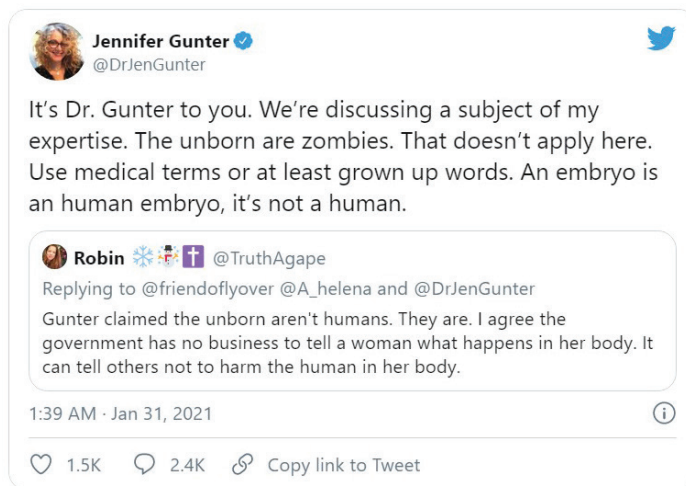 Jennifer Gunter
@DrJenGunter
It’s Dr. Gunter to you. We’re discussing a subject of my
expertise. The unborn are zombies. That doesn’t apply here.
Use medical terms or at least grown up words. An embryo is
an human embryo, it’s not a human.
Robin ❄️☃️✝️ @TruthAgape
Replying to @friendoflyover @A_helena and @DrJenGunter
Gunter claimed the unborn aren't humans. They are. I agree the
government has no business to tell a woman what happens in her body. It
can tell others not to harm the human in her body.
1:39 AM · Jan 31, 2021
1.5K 2.4K Copy link to Tweet